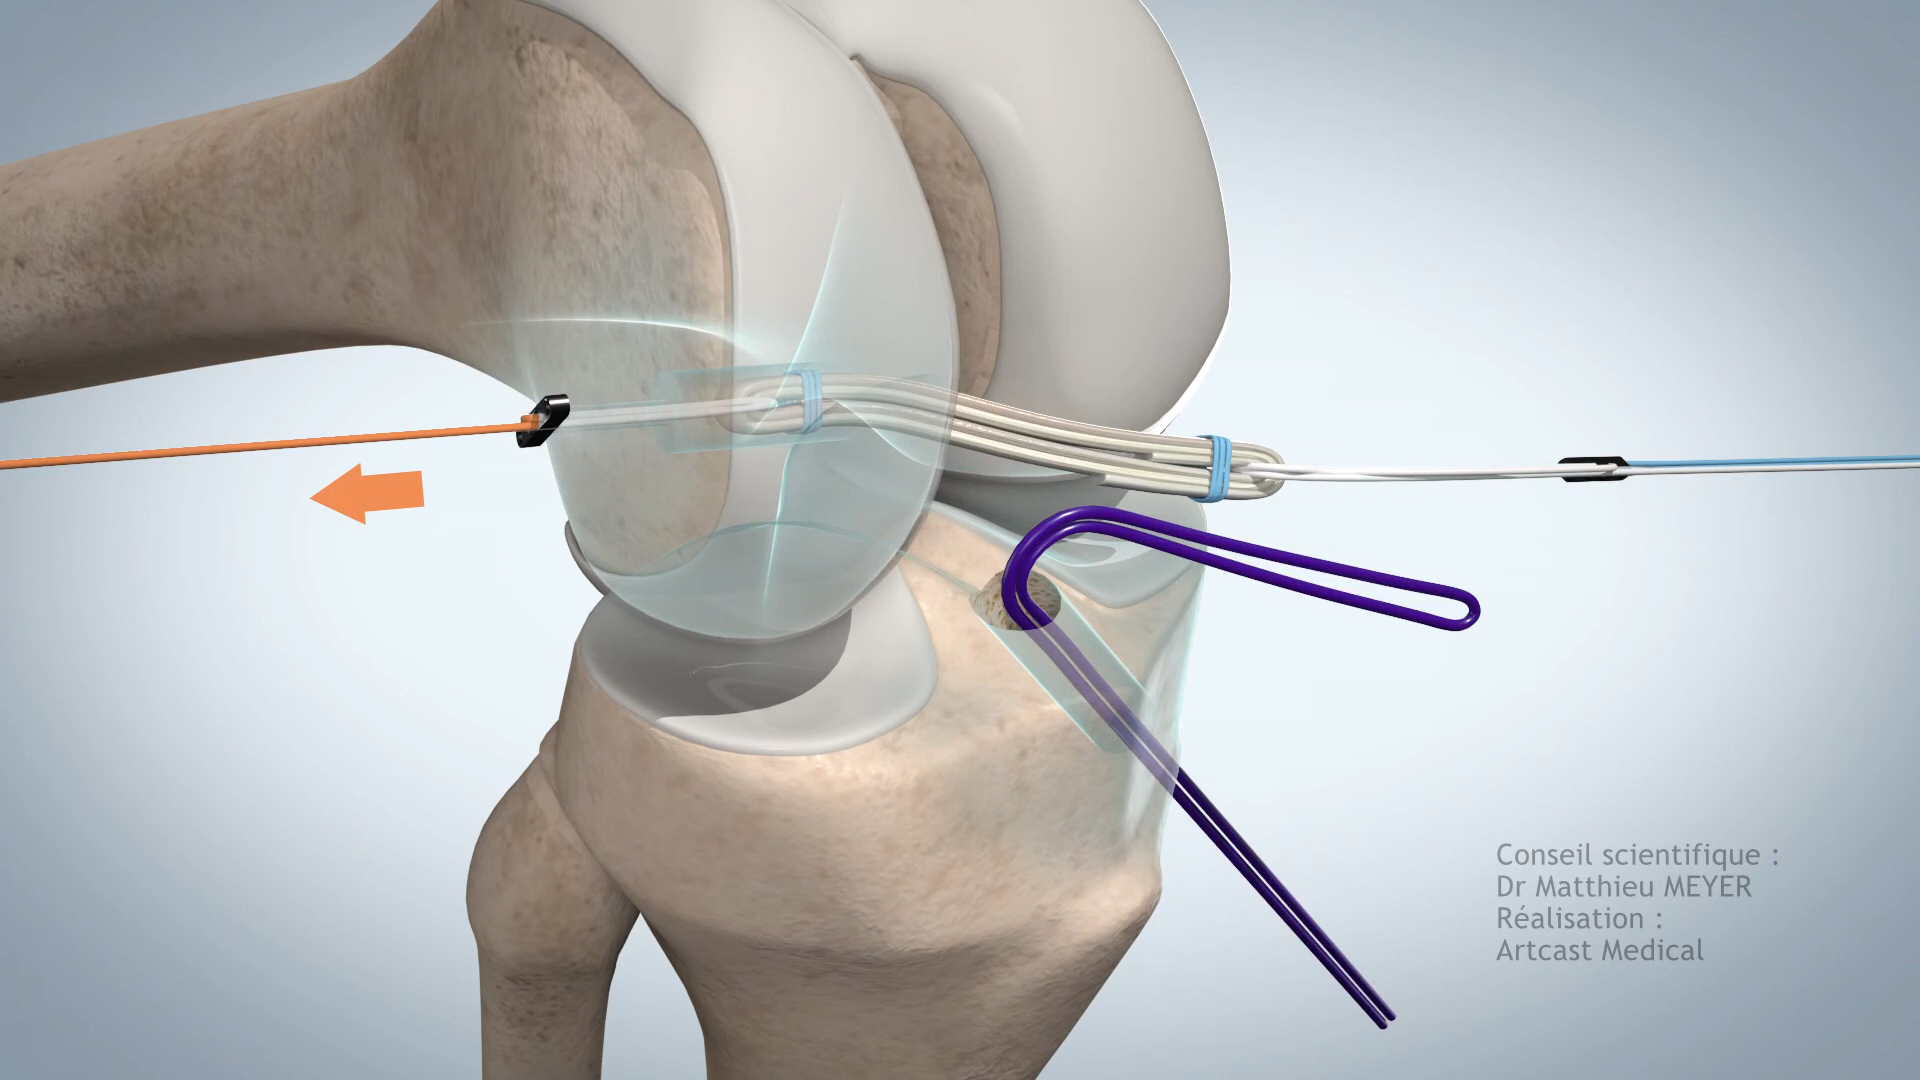 Conseil scientifique :
Dr Matthieu MEYER
Réalisation :
Artcast Medical